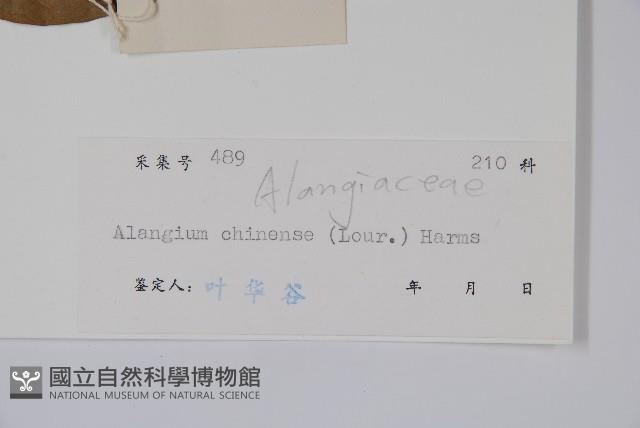 采集号 489 210 科
Alangiaceae
Alangium chinense (Lour.) Harms
鉴定人：叶华谷 年 月 日
國立自然科學博物館
NATIONAL MUSEUM OF NATURAL SCIENCE